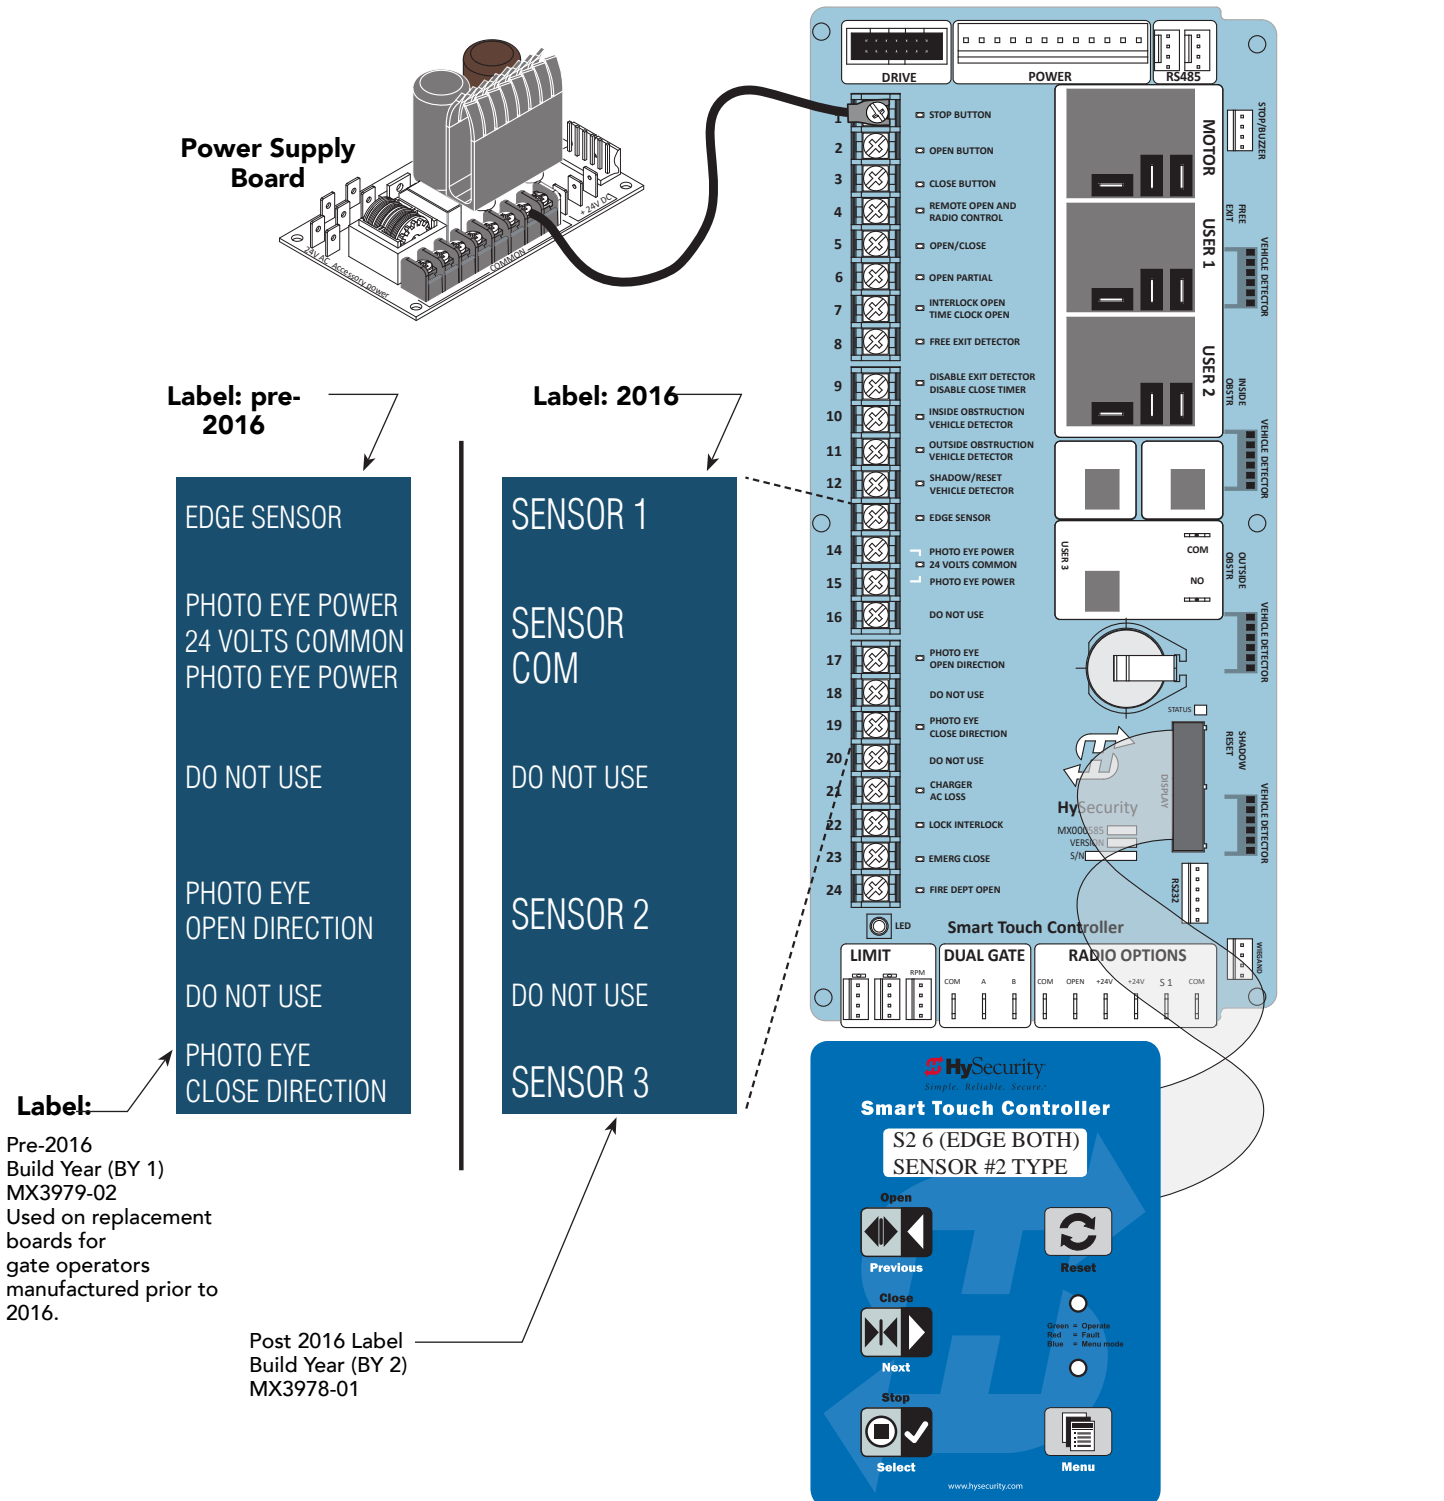 Power Supply
Board
24V AC Accessory power
COMMON
+ 24V DC
Label: pre-
2016
Label: 2016
EDGE SENSOR
PHOTO EYE POWER
24 VOLTS COMMON
PHOTO EYE POWER
DO NOT USE
PHOTO EYE
OPEN DIRECTION
DO NOT USE
PHOTO EYE
CLOSE DIRECTION
SENSOR 1
SENSOR
COM
DO NOT USE
SENSOR 2
DO NOT USE
SENSOR 3
Label:
Pre-2016
Build Year (BY 1)
MX3979-02
Used on replacement
boards for
gate operators
manufactured prior to
2016.
Post 2016 Label
Build Year (BY 2)
MX3978-01
DRIVE
POWER
RS485
1 STOP BUTTON
2 OPEN BUTTON
3 CLOSE BUTTON
4 REMOTE OPEN AND
RADIO CONTROL
5 OPEN/CLOSE
6 OPEN PARTIAL
7 INTERLOCK OPEN
TIME CLOCK OPEN
8 FREE EXIT DETECTOR
9 DISABLE EXIT DETECTOR
DISABLE CLOSE TIMER
10 INSIDE OBSTRUCTION
VEHICLE DETECTOR
11 OUTSIDE OBSTRUCTION
VEHICLE DETECTOR
12 SHADOW/RESET
VEHICLE DETECTOR
EDGE SENSOR
14 PHOTO EYE POWER
24 VOLTS COMMON
15 PHOTO EYE POWER
16 DO NOT USE
17 PHOTO EYE
OPEN DIRECTION
18 DO NOT USE
19 PHOTO EYE
CLOSE DIRECTION
20 DO NOT USE
21 CHARGER
AC LOSS
22 LOCK INTERLOCK
23 EMERG CLOSE
24 FIRE DEPT OPEN
LED
MOTOR
USER 1
USER 2
USER 3
COM
NO
STOP/BUZZER
FREE
EXIT
VEHICLE DETECTOR
INSIDE
OBSTR
VEHICLE DETECTOR
OUTSIDE
OBSTR
VEHICLE DETECTOR
STATUS
SHADOW
RESET
VEHICLE DETECTOR
DISPLAY
HySecurity
MX000585
VERSION
S/N
RS232
WIEGAND
Smart Touch Controller
LIMIT
RPM
DUAL GATE
COM A B
RADIO OPTIONS
COM OPEN +24V +24V S 1 COM
HySecurity
Simple. Reliable. Secure.
Smart Touch Controller
S2 6 (EDGE BOTH)
SENSOR #2 TYPE
Open
Previous
Reset
Close
Next
Green = Operate
Red = Fault
Blue = Menu mode
Stop
Select
Menu
www.hysecurity.com